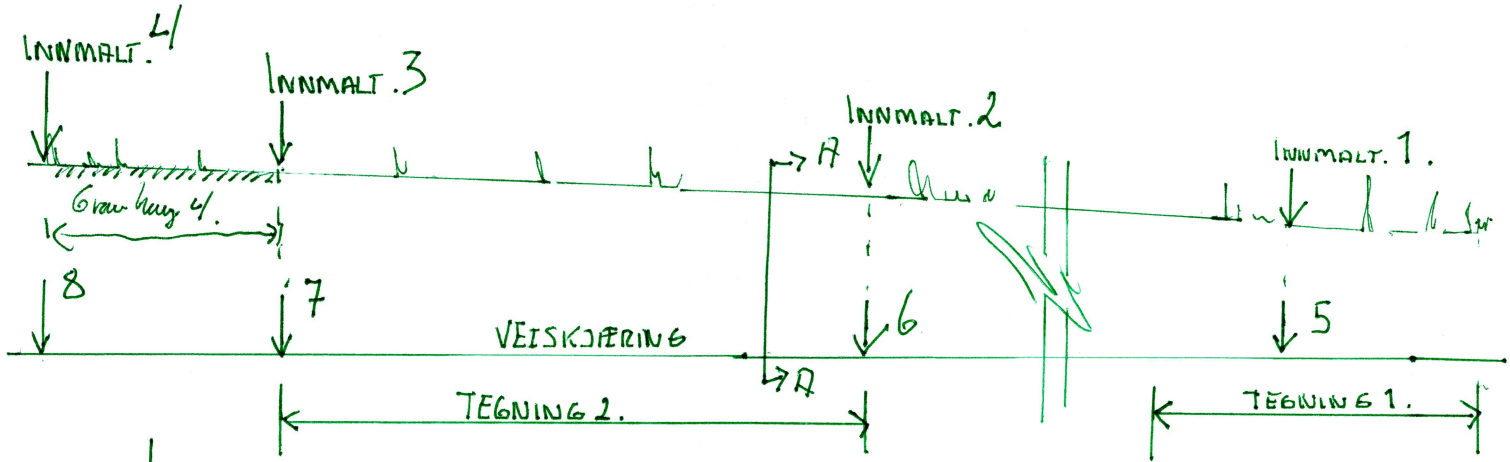 INNMALT. 4
INNMALT. 3
INNMALT. 2
INNMALT. 1.
A
Gravhaug 4.
8
7
6
5
VEISKJÆRING
A
TEGNING 2.
TEGNING 1.